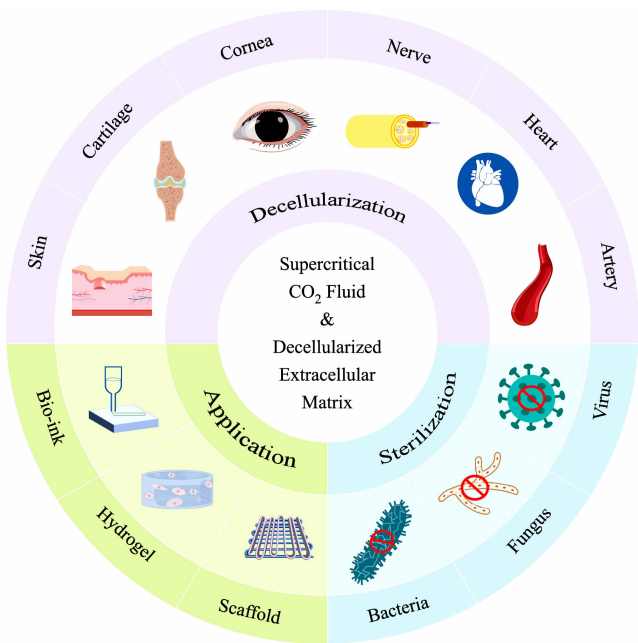 Cornea
Nerve
Cartilage
Heart
Skin
Artery
Decellularization
Supercritical
CO₂ Fluid
&
Decellularized
Extracellular
Matrix
Application
Sterilization
Bio-ink
Virus
Hydrogel
Fungus
Scaffold
Bacteria